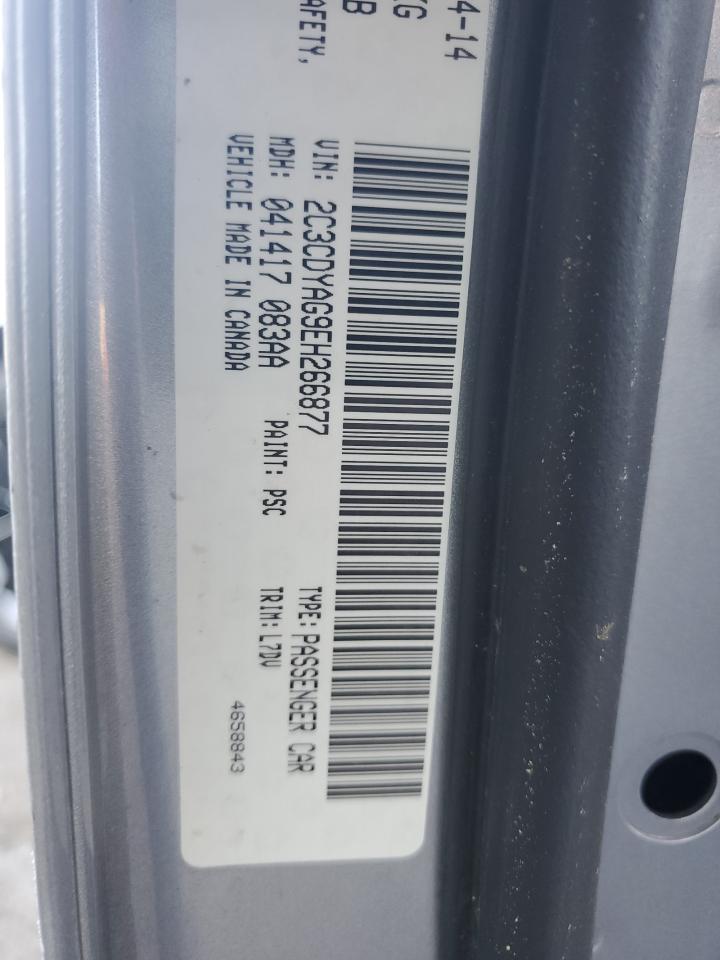 4-14
KG
B
AFETY,
VIN: 2C3CDYAG9EH266877 TYPE: PASSENGER CAR
MDH: 041417 083AA PAINT: PSC TRIM: L7DV
VEHICLE MADE IN CANADA 4658843